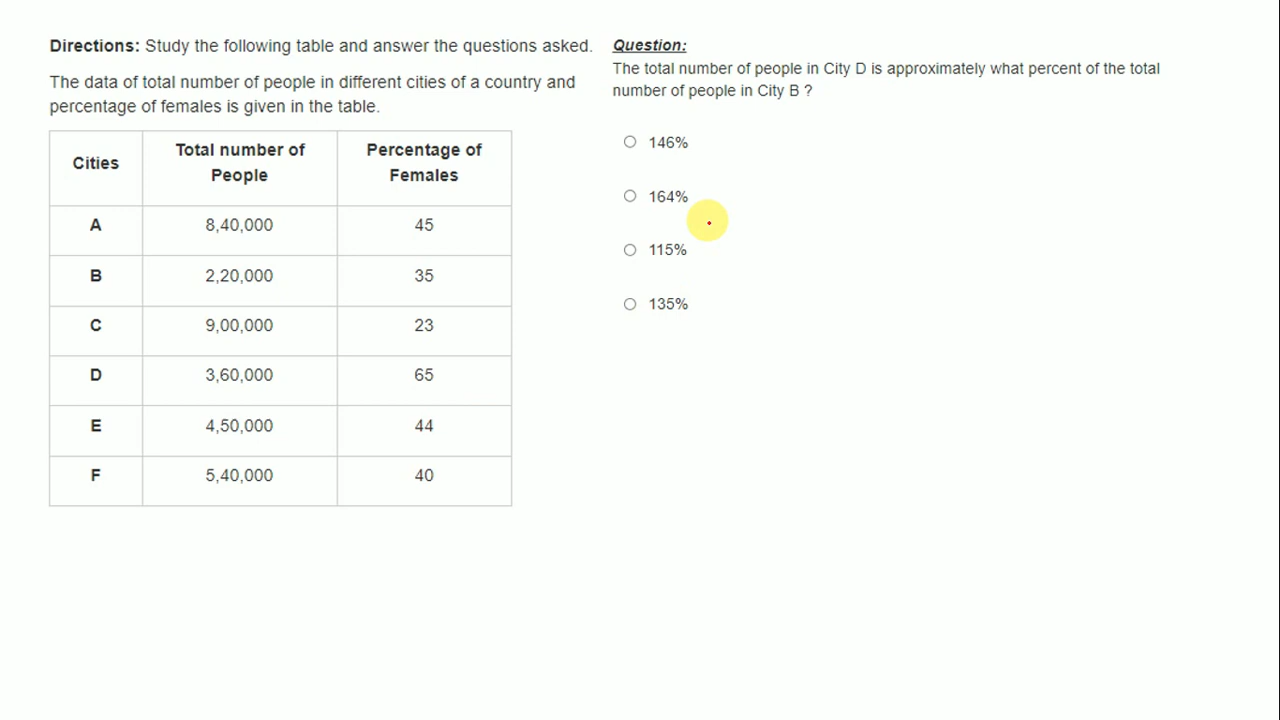 Directions: Study the following table and answer the questions asked.
The data of total number of people in different cities of a country and
percentage of females is given in the table.
Cities Total number of People Percentage of Females
A 8,40,000 45
B 2,20,000 35
C 9,00,000 23
D 3,60,000 65
E 4,50,000 44
F 5,40,000 40
Question:
The total number of people in City D is approximately what percent of the total
number of people in City B ?
146%
164%
115%
135%